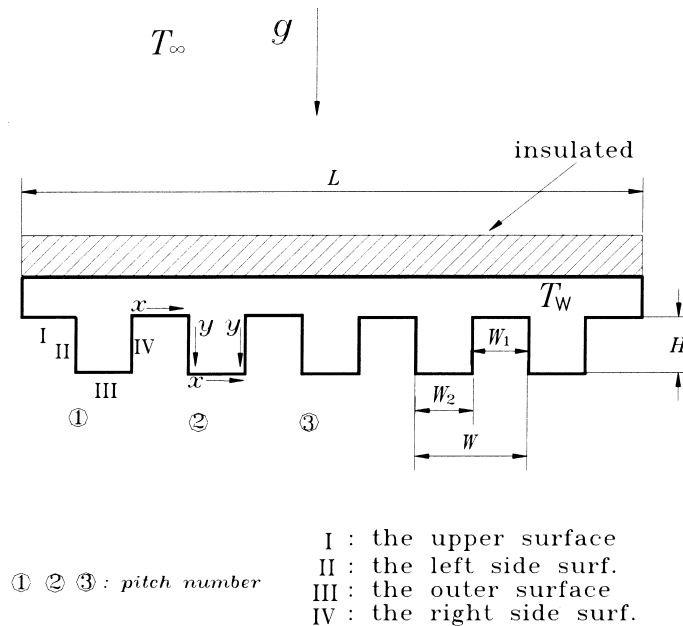 T∞
g
insulated
L
T_W
x
y
y
I
II
IV
W₁
H
x
III
W₂
① ② ③
W
I : the upper surface
II : the left side surf.
① ② ③ : pitch number
III : the outer surface
IV : the right side surf.